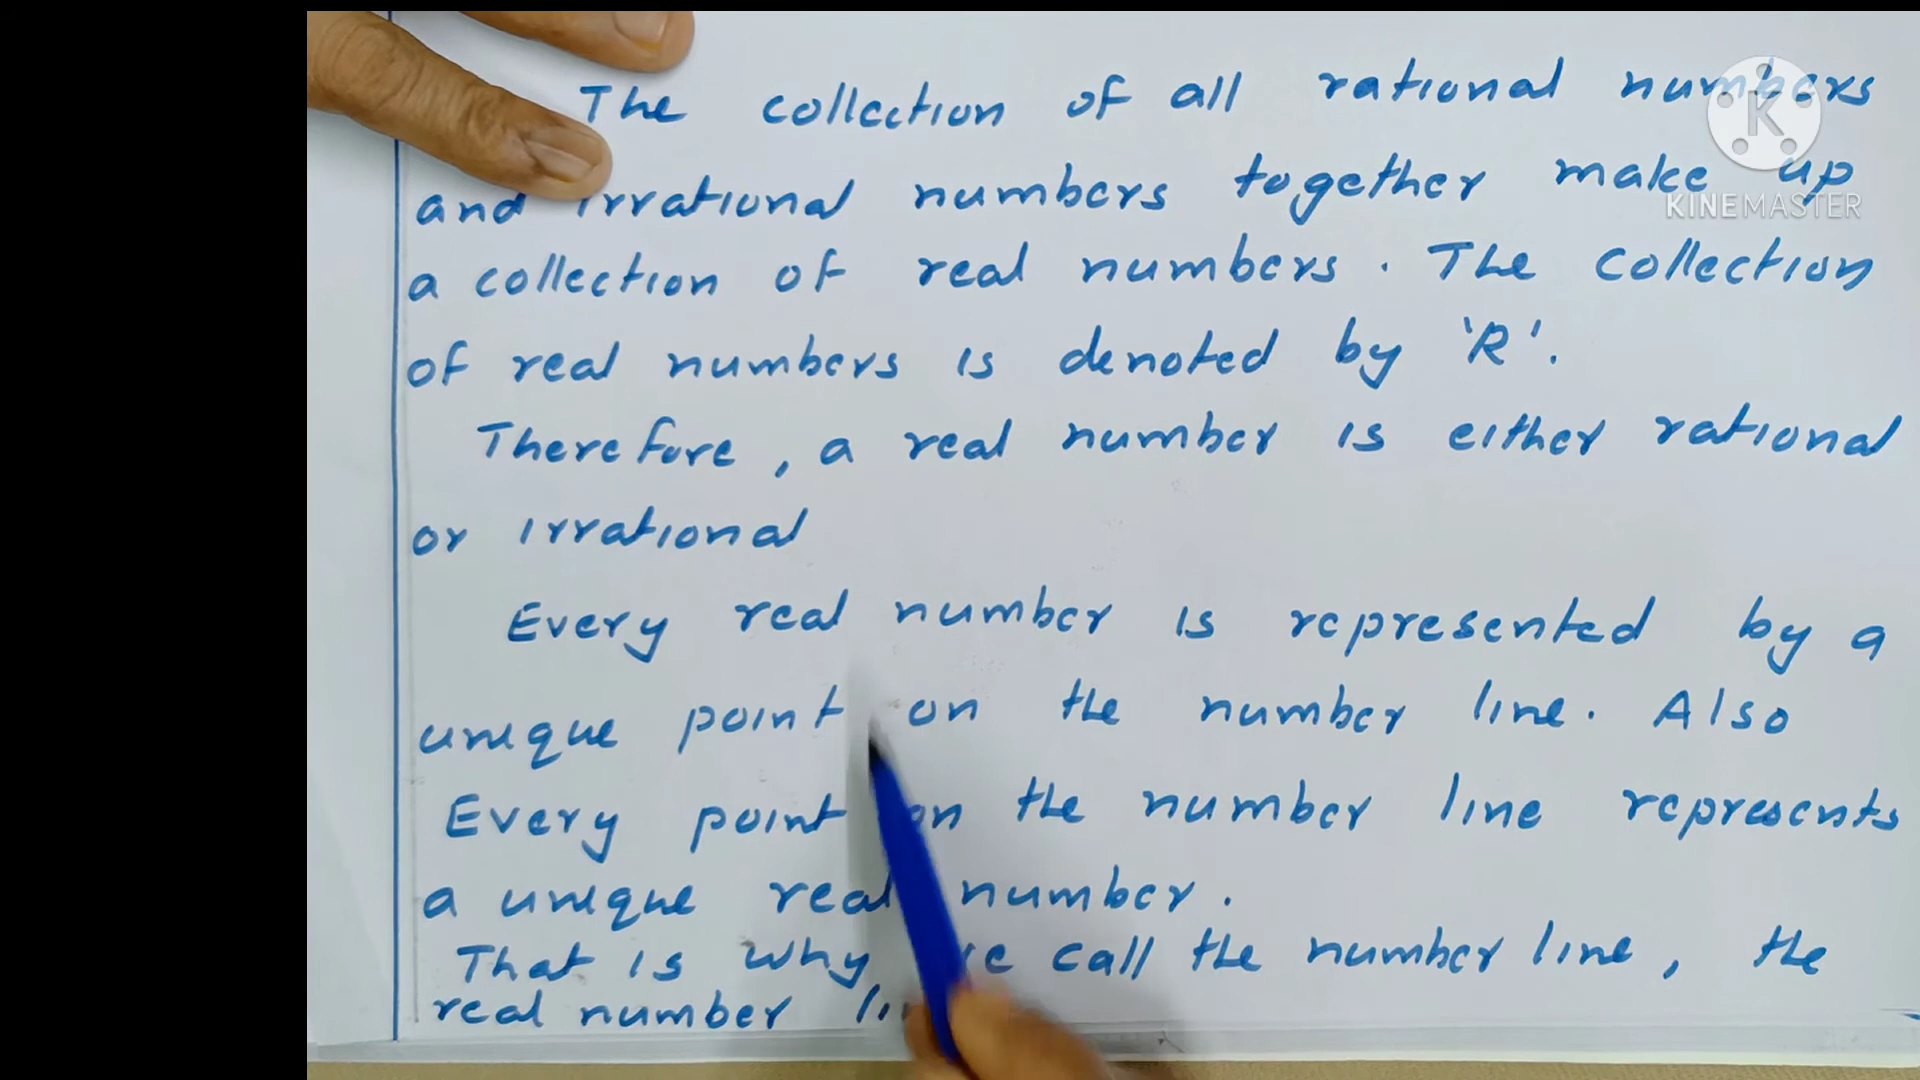 The collection of all rational numbers
and irrational numbers together make up
a collection of real numbers. The collection
of real numbers is denoted by 'R'.
Therefore, a real number is either rational
or irrational
Every real number is represented by a
unique point on the number line. Also
Every point on the number line represents
a unique real number.
That is why we call the number line, the
real number
K
KINEMASTER